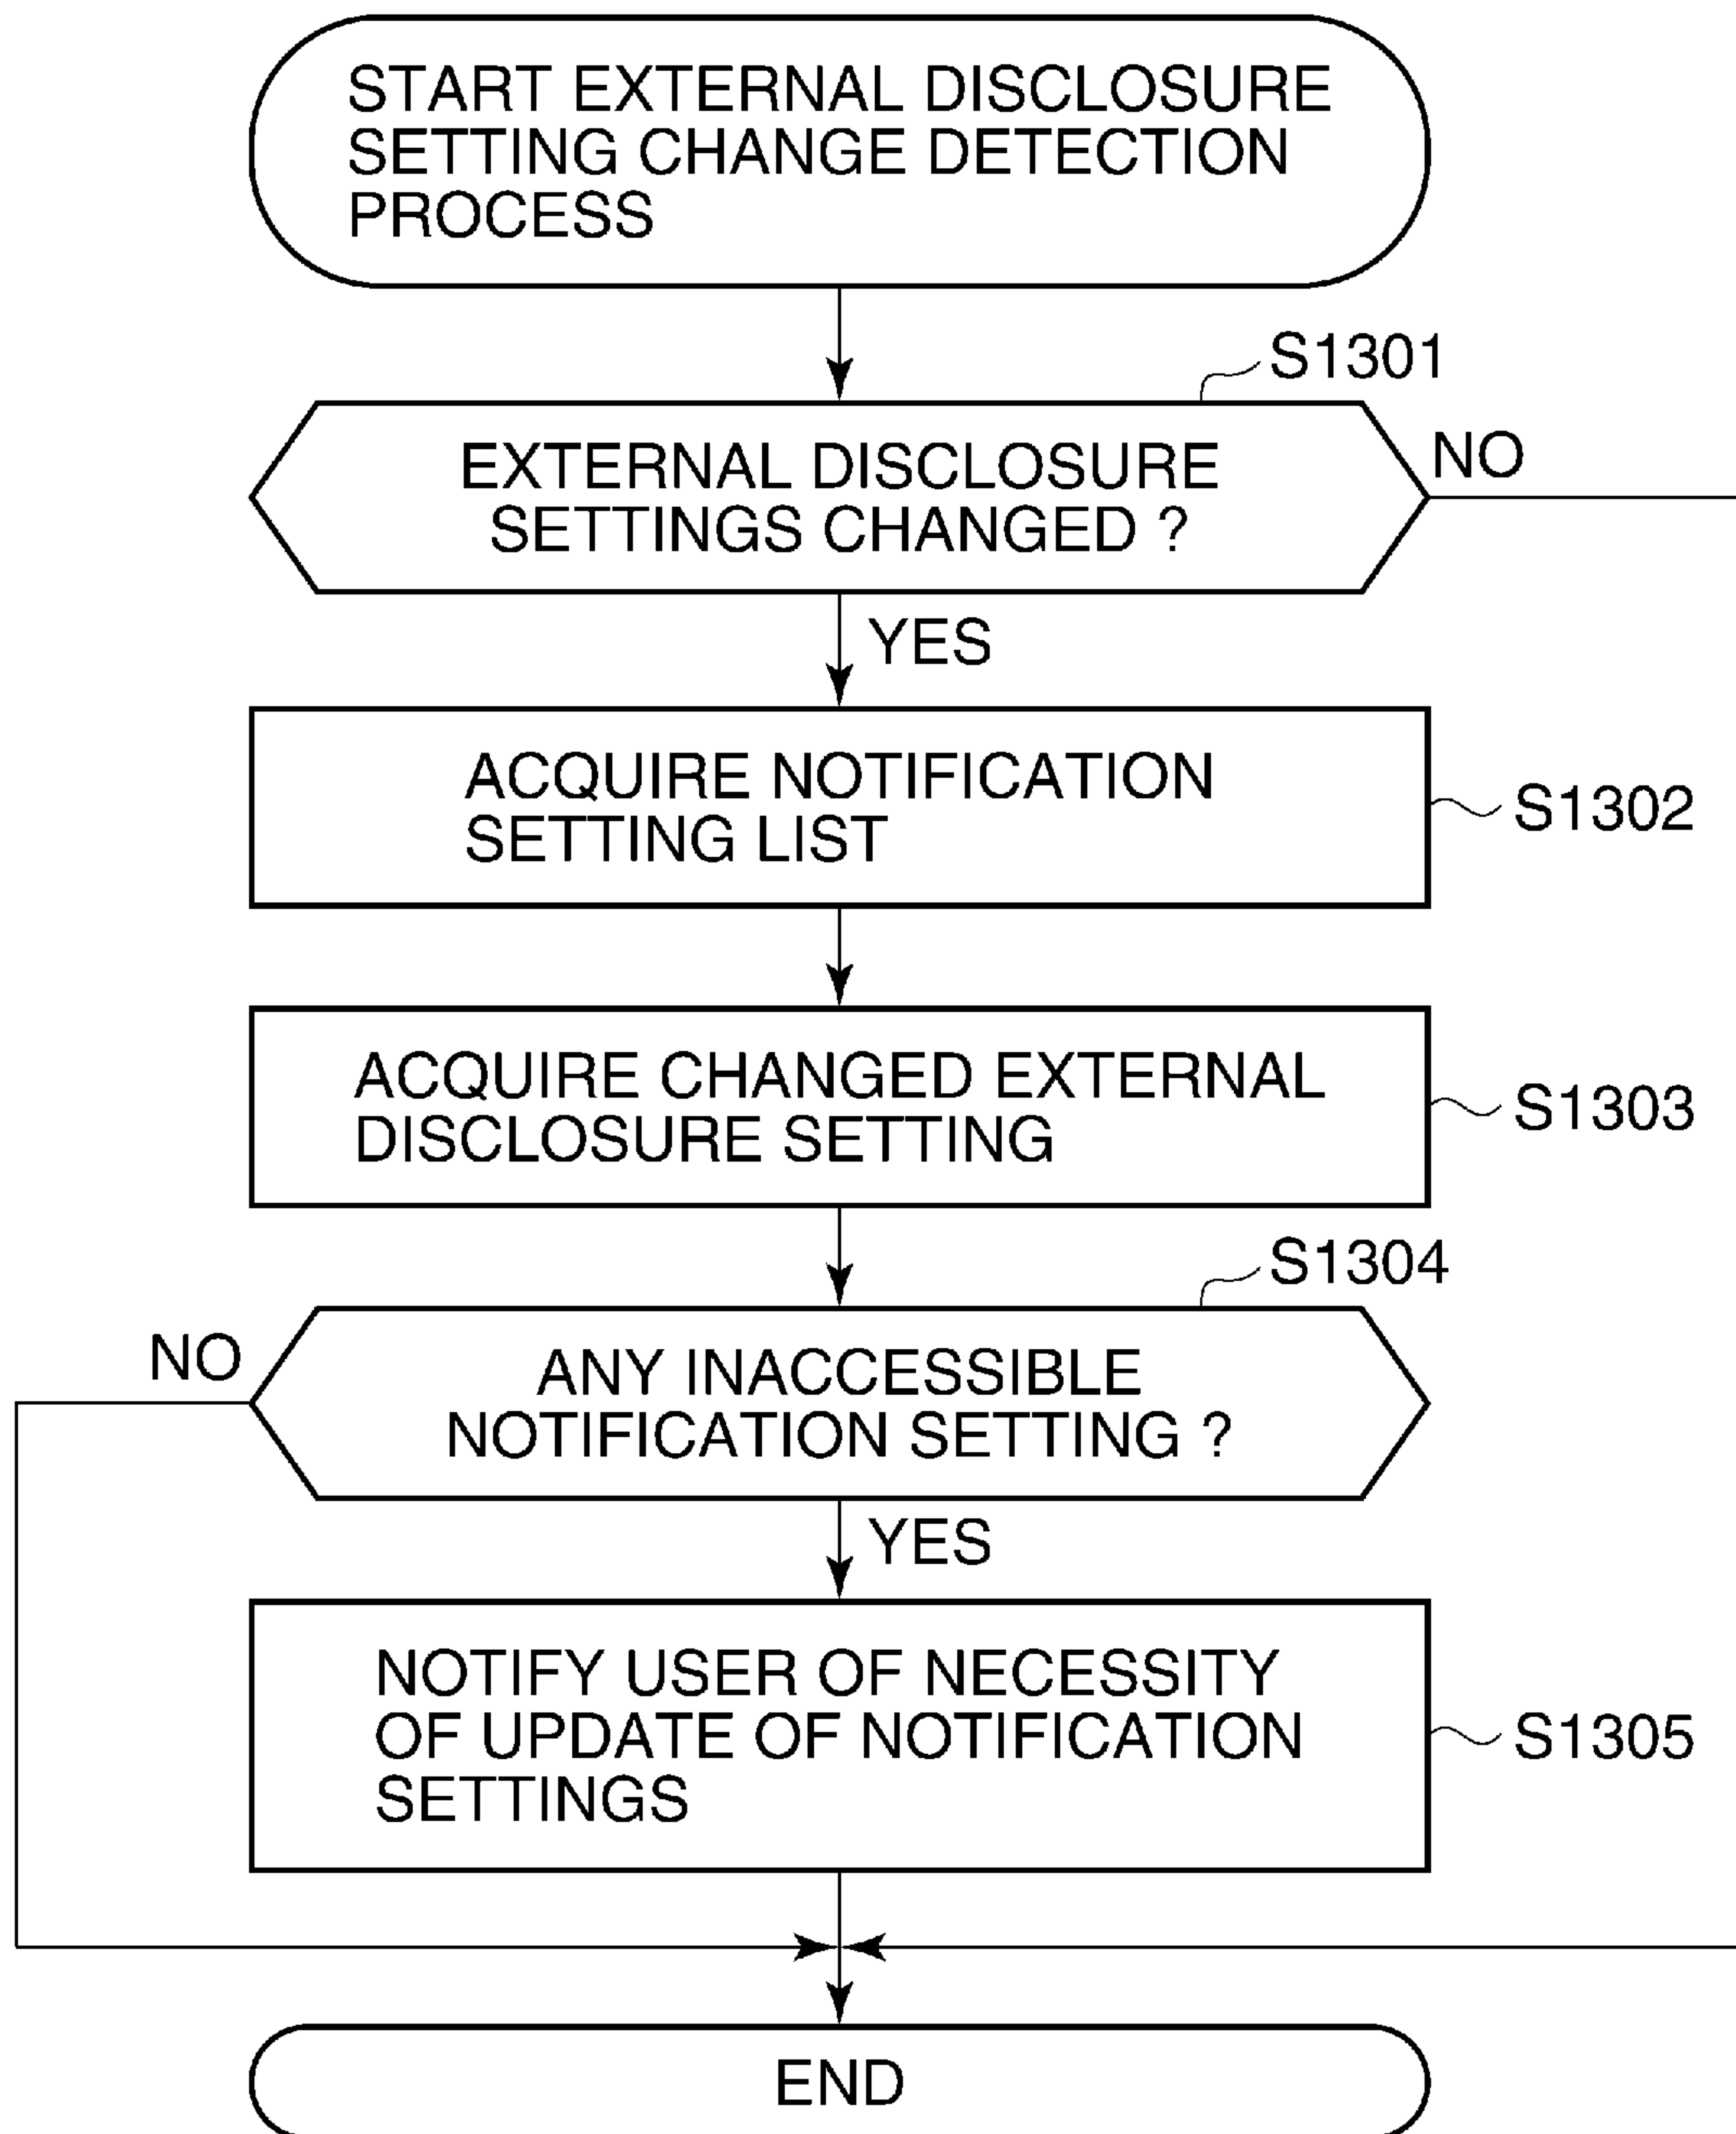 START EXTERNAL DISCLOSURE
SETTING CHANGE DETECTION
PROCESS
S1301
EXTERNAL DISCLOSURE
SETTINGS CHANGED ?
NO
YES
ACQUIRE NOTIFICATION
SETTING LIST
S1302
ACQUIRE CHANGED EXTERNAL
DISCLOSURE SETTING
S1303
S1304
NO
ANY INACCESSIBLE
NOTIFICATION SETTING ?
YES
NOTIFY USER OF NECESSITY
OF UPDATE OF NOTIFICATION
SETTINGS
S1305
END